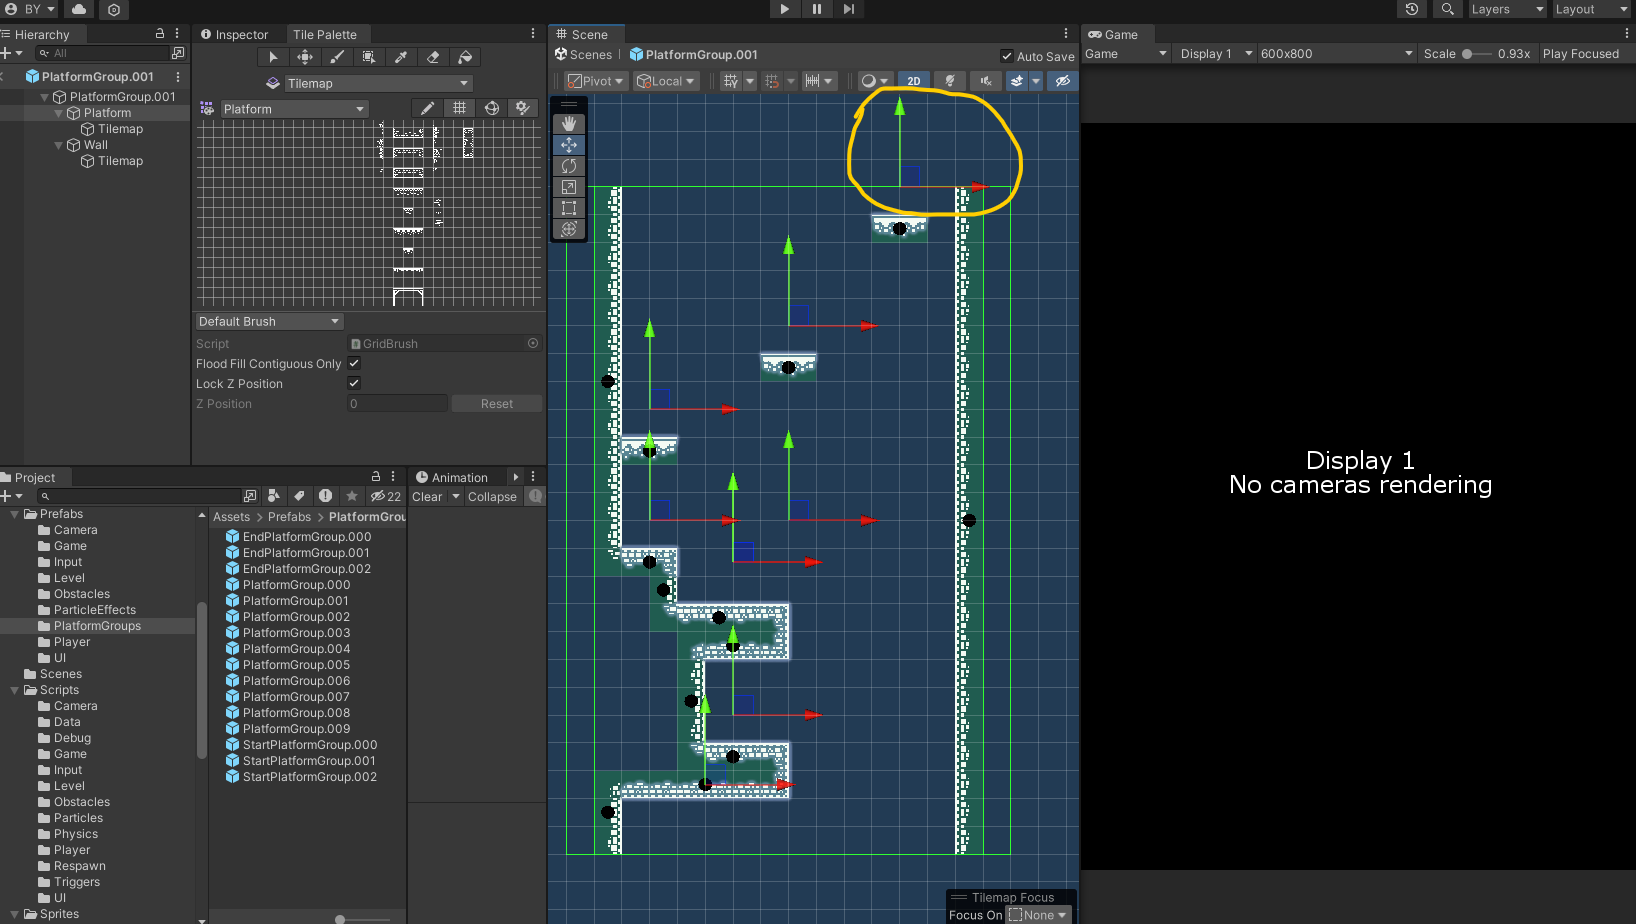 BY
Layers
Layout
Hierarchy
All
PlatformGroup.001
PlatformGroup.001
Platform
Tilemap
Wall
Tilemap
Inspector
Tile Palette
Tilemap
Platform
Default Brush
Script
GridBrush
Flood Fill Contiguous Only
Lock Z Position
Z Position
0
Reset
Scene
Scenes
PlatformGroup.001
Auto Save
Pivot
Local
2D
Game
Game
Display 1
600x800
Scale
0.93x
Play Focused
Display 1
No cameras rendering
Tilemap Focus
Focus On
None
Project
22
Prefabs
Camera
Game
Input
Level
Obstacles
ParticleEffects
PlatformGroups
Player
UI
Scenes
Scripts
Camera
Data
Debug
Game
Input
Level
Obstacles
Particles
Physics
Player
Respawn
Triggers
UI
Sprites
Assets > Prefabs > PlatformGrou
EndPlatformGroup.000
EndPlatformGroup.001
EndPlatformGroup.002
PlatformGroup.000
PlatformGroup.001
PlatformGroup.002
PlatformGroup.003
PlatformGroup.004
PlatformGroup.005
PlatformGroup.006
PlatformGroup.007
PlatformGroup.008
PlatformGroup.009
StartPlatformGroup.000
StartPlatformGroup.001
StartPlatformGroup.002
Animation
Clear
Collapse